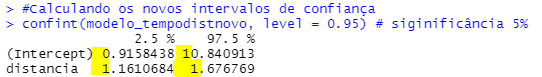 > #Calculando os novos intervalos de confiança
> confint(modelo_tempodistnovo, level = 0.95) # siginificância 5%
2.5 % 97.5 %
(Intercept) 0.9158438 10.840913
distancia 1.1610684 1.676769